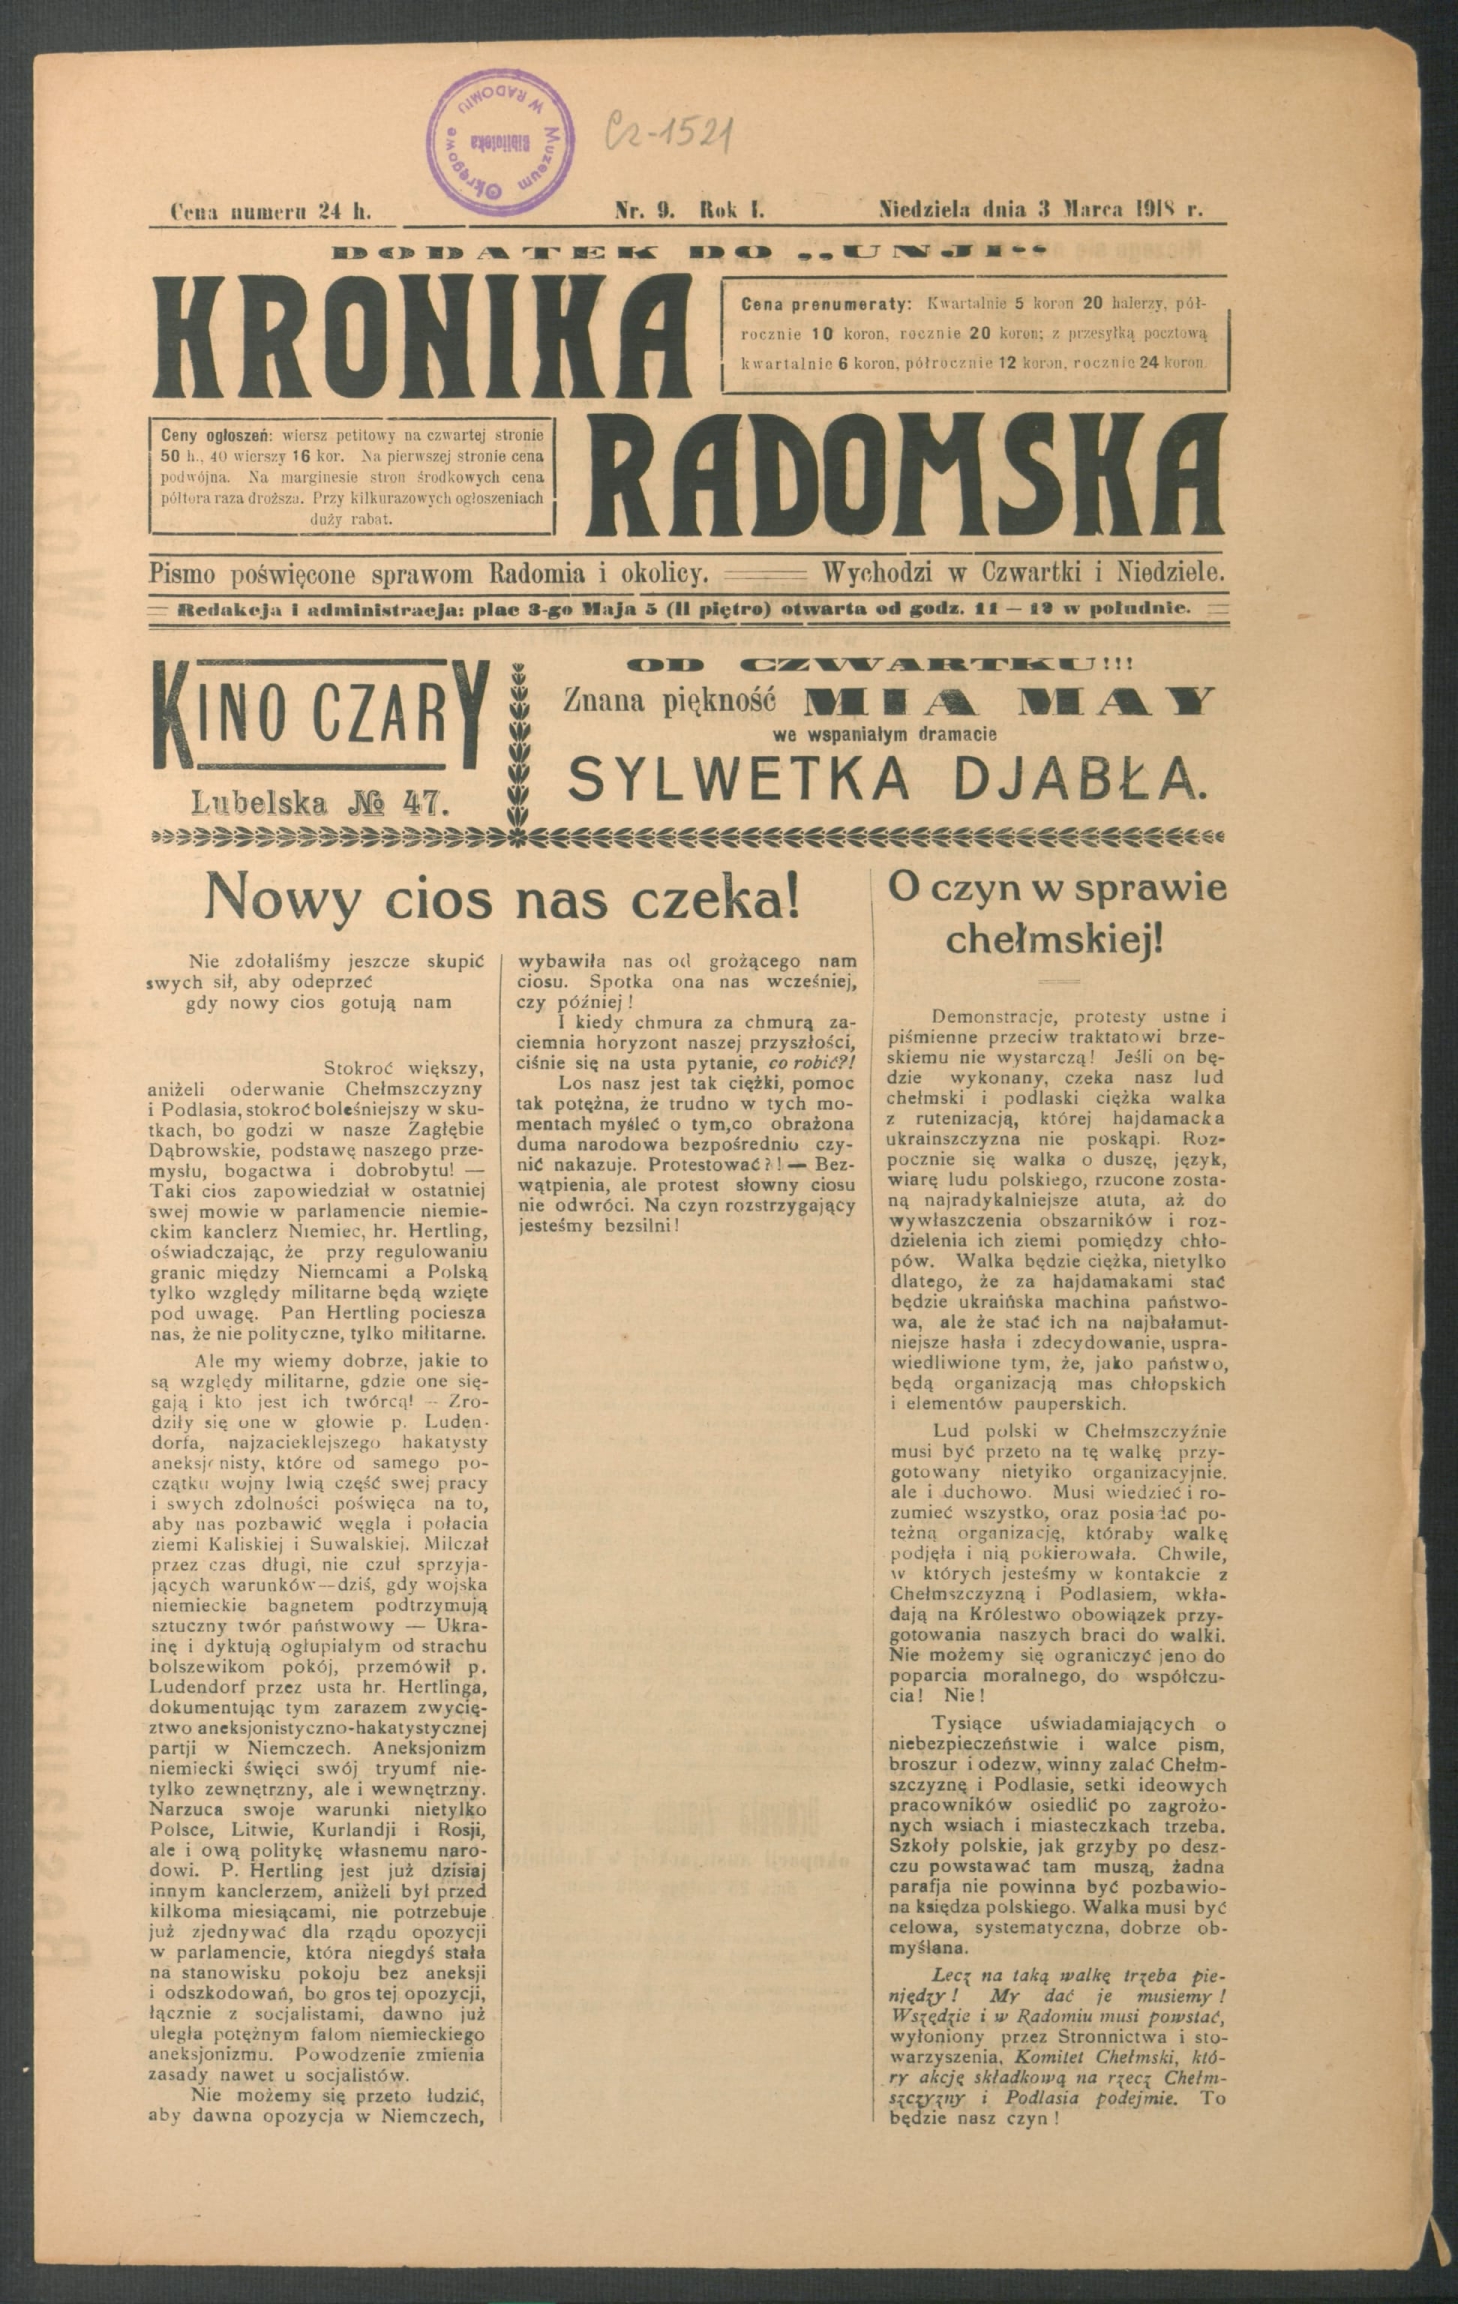 Muzeum Okręgowe
W RADOMIU
Biblioteka
Cz-1521
Cena numeru 24 h.
Nr. 9. Rok I.
Niedziela dnia 3 Marca 1918 r.
DODATEK DO „UNJI"
KRONIKA
Cena prenumeraty: Kwartalnie 5 koron 20 halerzy, pół-
rocznie 10 koron, rocznie 20 koron; z przesyłką pocztową
kwartalnie 6 koron, półrocznie 12 koron, rocznie 24 koron.
Ceny ogłoszeń: wiersz petitowy na czwartej stronie
50 h., 40 wierszy 16 kor. Na pierwszej stronie cena
podwójna. Na marginesie stron środkowych cena
półtora raza droższa. Przy kilkurazowych ogłoszeniach
duży rabat.
RADOMSKA
Pismo poświęcone sprawom Radomia i okolicy. Wychodzi w Czwartki i Niedziele.
Redakcja i administracja: plac 3-go Maja 5 (II piętro) otwarta od godz. 11 — 12 w południe.
KINO CZARY
Lubelska № 47.
OD CZWARTKU!!!
Znana piękność MIA MAY
we wspaniałym dramacie
SYLWETKA DJABŁA.
Nowy cios nas czeka!
Nie zdołaliśmy jeszcze skupić
swych sił, aby odeprzeć
gdy nowy cios gotują nam
Stokroć większy,
aniżeli oderwanie Chełmszczyzny
i Podlasia, stokroć boleśniejszy w sku-
tkach, bo godzi w nasze Zagłębie
Dąbrowskie, podstawę naszego prze-
mysłu, bogactwa i dobrobytu! —
Taki cios zapowiedział w ostatniej
swej mowie w parlamencie niemie-
ckim kanclerz Niemiec, hr. Hertling,
oświadczając, że przy regulowaniu
granic między Niemcami a Polską
tylko względy militarne będą wzięte
pod uwagę. Pan Hertling pociesza
nas, że nie polityczne, tylko militarne.
Ale my wiemy dobrze, jakie to
są względy militarne, gdzie one się-
gają i kto jest ich twórcą! — Zro-
dziły się one w głowie p. Luden-
dorfa, najzacieklejszego hakatysty
aneksjonisty, które od samego po-
czątku wojny lwią część swej pracy
i swych zdolności poświęca na to,
aby nas pozbawić węgla i połacia
ziemi Kaliskiej i Suwalskiej. Milczał
przez czas długi, nie czuł sprzyja-
jących warunków—dziś, gdy wojska
niemieckie bagnetem podtrzymują
sztuczny twór państwowy — Ukra-
inę i dyktują ogłupiałym od strachu
bolszewikom pokój, przemówił p.
Ludendorf przez usta hr. Hertlinga,
dokumentując tym zarazem zwycię-
ztwo aneksjonistyczno-hakatystycznej
partji w Niemczech. Aneksjonizm
niemiecki święci swój tryumf nie-
tylko zewnętrzny, ale i wewnętrzny.
Narzuca swoje warunki nietylko
Polsce, Litwie, Kurlandji i Rosji,
ale i ową politykę własnemu naro-
dowi. P. Hertling jest już dzisiaj
innym kanclerzem, aniżeli był przed
kilkoma miesiącami, nie potrzebuje
już zjednywać dla rządu opozycji
w parlamencie, która niegdyś stała
na stanowisku pokoju bez aneksji
i odszkodowań, bo gros tej opozycji,
łącznie z socjalistami, dawno już
uległa potężnym falom niemieckiego
aneksjonizmu. Powodzenie zmienia
zasady nawet u socjalistów.
Nie możemy się przeto łudzić,
aby dawna opozycja w Niemczech,
wybawiła nas od grożącego nam
ciosu. Spotka ona nas wcześniej,
czy później!
I kiedy chmura za chmurą za-
ciemnia horyzont naszej przyszłości,
ciśnie się na usta pytanie, co robić?!
Los nasz jest tak ciężki, pomoc
tak potężna, że trudno w tych mo-
mentach myśleć o tym,co obrażona
duma narodowa bezpośrednio czy-
nić nakazuje. Protestować?! — Bez-
wątpienia, ale protest słowny ciosu
nie odwróci. Na czyn rozstrzygający
jesteśmy bezsilni!
O czyn w sprawie
chełmskiej!
Demonstracje, protesty ustne i
piśmienne przeciw traktatowi brze-
skiemu nie wystarczą! Jeśli on bę-
dzie wykonany, czeka nasz lud
chełmski i podlaski ciężka walka
z rutenizacją, której hajdamacka
ukrainszczyzna nie poskąpi. Roz-
pocznie się walka o duszę, język,
wiarę ludu polskiego, rzucone zosta-
ną najradykalniejsze atuta, aż do
wywłaszczenia obszarników i roz-
dzielenia ich ziemi pomiędzy chło-
pów. Walka będzie ciężka, nietylko
dlatego, że za hajdamakami stać
będzie ukraińska machina państwo-
wa, ale że stać ich na najbałamut-
niejsze hasła i zdecydowanie, uspra-
wiedliwione tym, że, jako państwo,
będą organizacją mas chłopskich
i elementów pauperskich.
Lud polski w Chełmszczyźnie
musi być przeto na tę walkę przy-
gotowany nietylko organizacyjnie,
ale i duchowo. Musi wiedzieć i ro-
zumieć wszystko, oraz posiadać po-
tężną organizację, któraby walkę
podjęła i nią pokierowała. Chwile,
w których jesteśmy w kontakcie z
Chełmszczyzną i Podlasiem, wkła-
dają na Królestwo obowiązek przy-
gotowania naszych braci do walki.
Nie możemy się ograniczyć jeno do
poparcia moralnego, do współczu-
cia! Nie!
Tysiące uświadamiających o
niebezpieczeństwie i walce pism,
broszur i odezw, winny zalać Chełm-
szczyznę i Podlasie, setki ideowych
pracowników osiedlić po zagrożo-
nych wsiach i miasteczkach trzeba.
Szkoły polskie, jak grzyby po desz-
czu powstawać tam muszą, żadna
parafja nie powinna być pozbawio-
na księdza polskiego. Walka musi być
celowa, systematyczna, dobrze ob-
myślana.
Lecz na taką walkę trzeba pie-
niędzy! My dać je musiemy!
Wszędzie i w Radomiu musi powstać,
wyłoniony przez Stronnictwa i sto-
warzyszenia, Komitet Chełmski, któ-
ry akcję składkową na rzecz Chełm-
szczyzny i Podlasia podejmie. To
będzie nasz czyn!